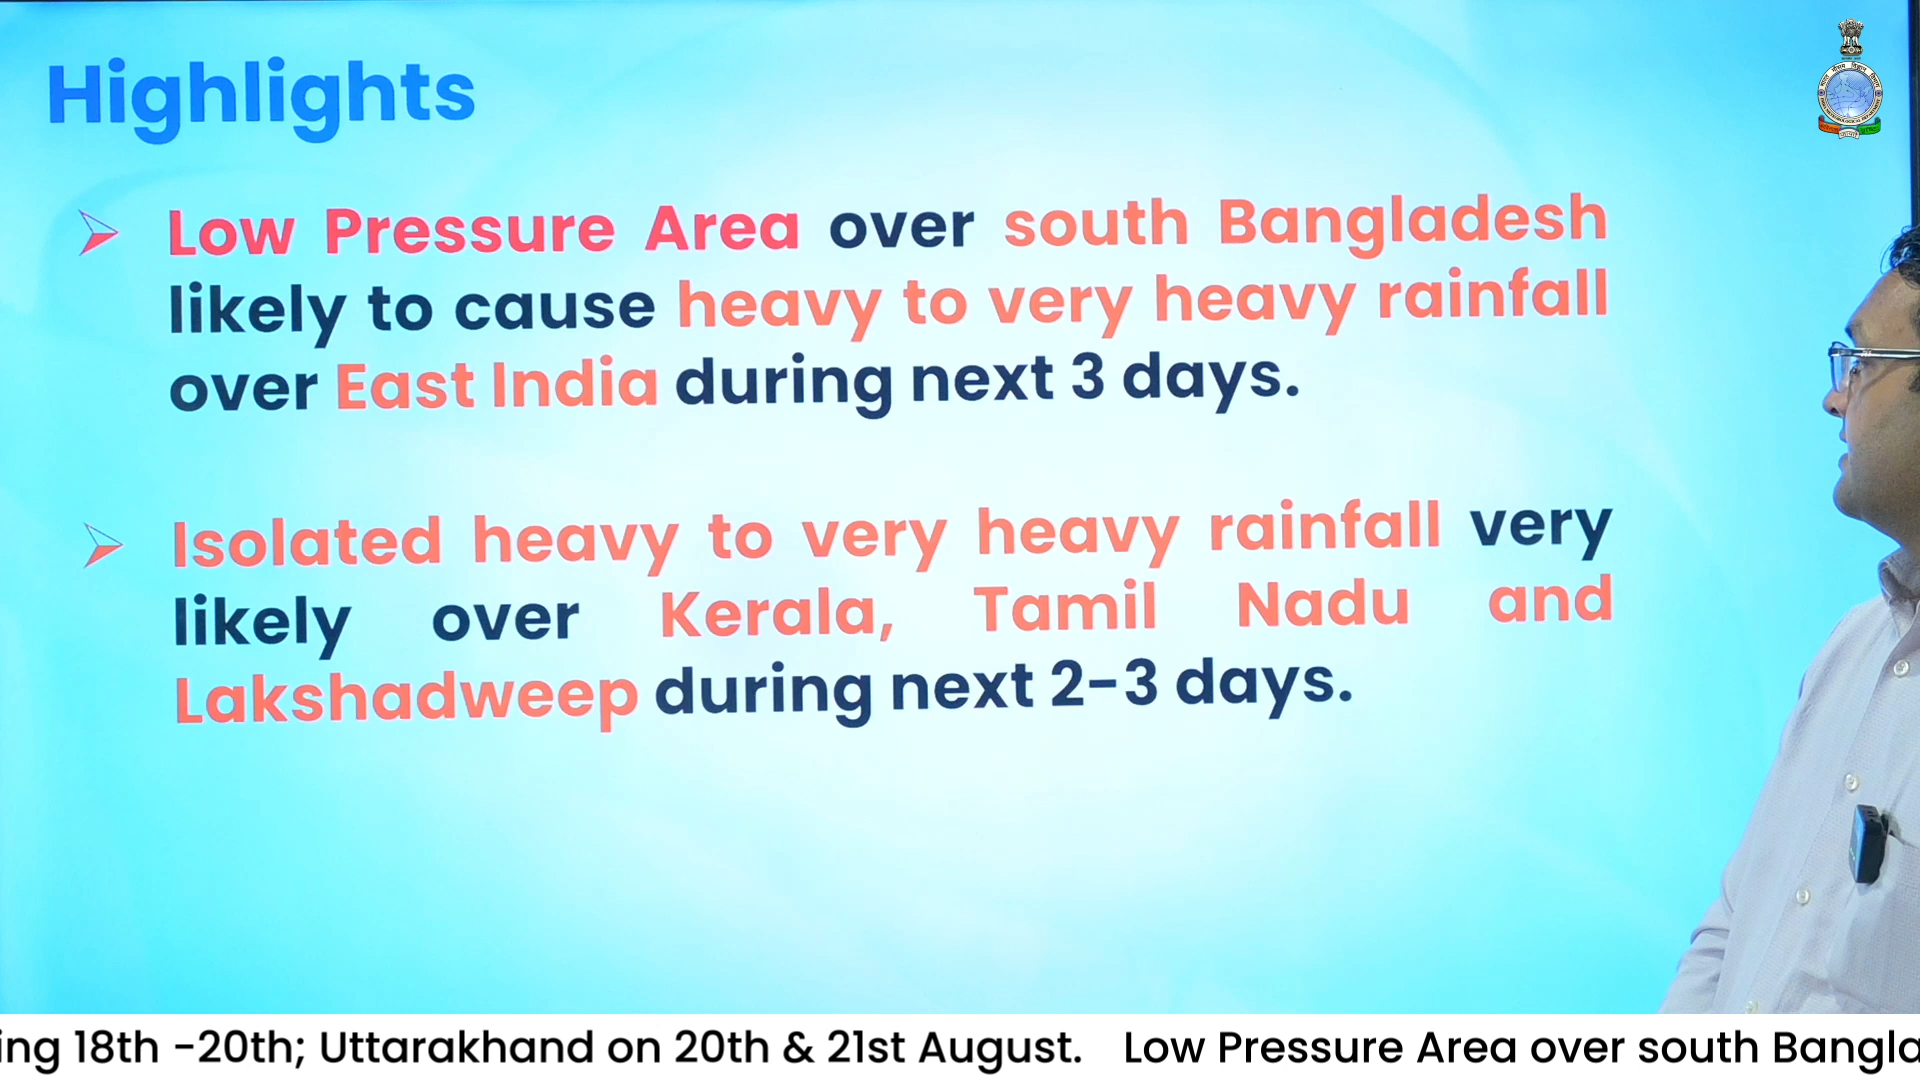 Highlights
Low Pressure Area over south Bangladesh
likely to cause heavy to very heavy rainfall
over East India during next 3 days.
Isolated heavy to very heavy rainfall very
likely over Kerala, Tamil Nadu and
Lakshadweep during next 2-3 days.
ing 18th -20th; Uttarakhand on 20th & 21st August. Low Pressure Area over south Bangla